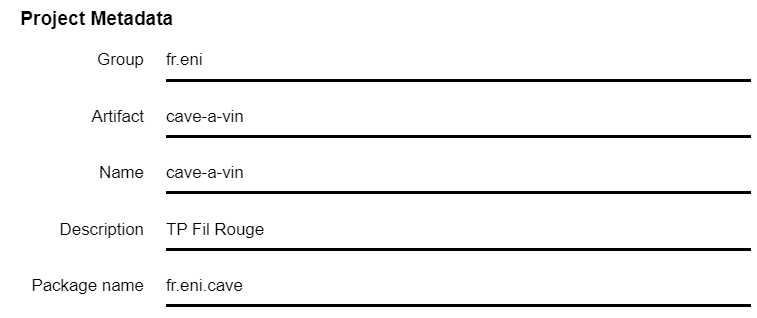 Project Metadata
Group fr.eni
Artifact cave-a-vin
Name cave-a-vin
Description TP Fil Rouge
Package name fr.eni.cave